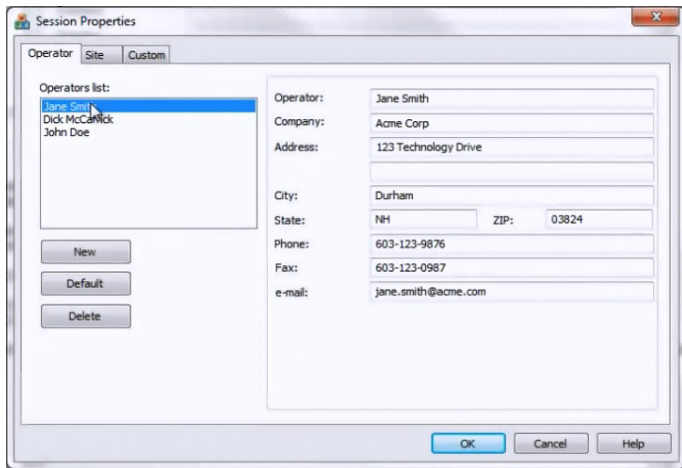 Session Properties
Operator Site Custom
Operators list:
Jane Smith
Dick McCarrick
John Doe
New
Default
Delete
Operator: Jane Smith
Company: Acme Corp
Address: 123 Technology Drive
City: Durham
State: NH ZIP: 03824
Phone: 603-123-9876
Fax: 603-123-0987
e-mail: jane.smith@acme.com
OK Cancel Help